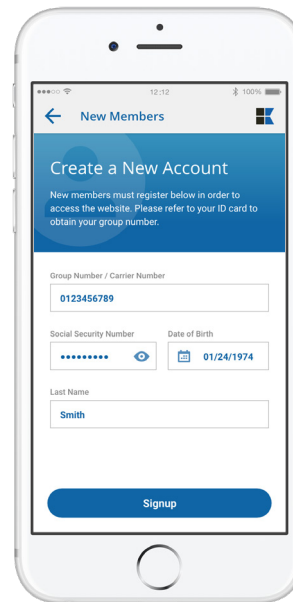 12:12 100%
New Members
Create a New Account
New members must register below in order to
access the website. Please refer to your ID card to
obtain your group number.
Group Number / Carrier Number
0123456789
Social Security Number Date of Birth
••••••••• 01/24/1974
Last Name
Smith
Signup